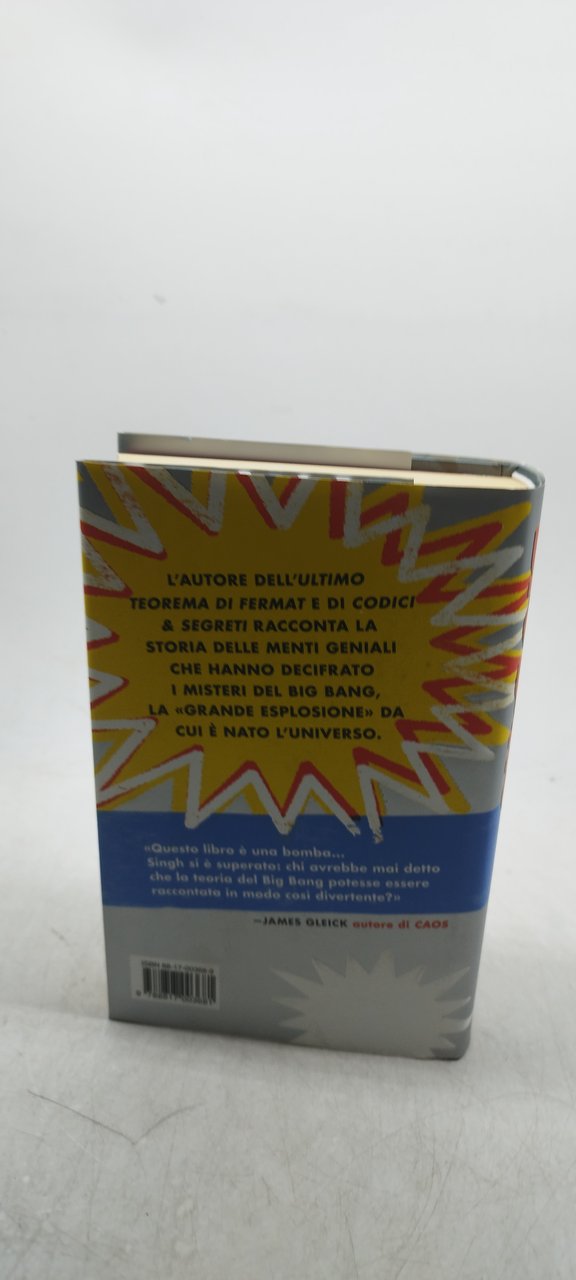 L'AUTORE DELL'ULTIMO
TEOREMA DI FERMAT E DI CODICI
& SEGRETI RACCONTA LA
STORIA DELLE MENTI GENIALI
CHE HANNO DECIFRATO
I MISTERI DEL BIG BANG,
LA «GRANDE ESPLOSIONE» DA
CUI È NATO L'UNIVERSO.
«Questo libro è una bomba...
Singh si è superato: chi avrebbe mai detto
che la teoria del Big Bang potesse essere
raccontata in modo così divertente?»
—JAMES GLEICK autore di CAOS
ISBN